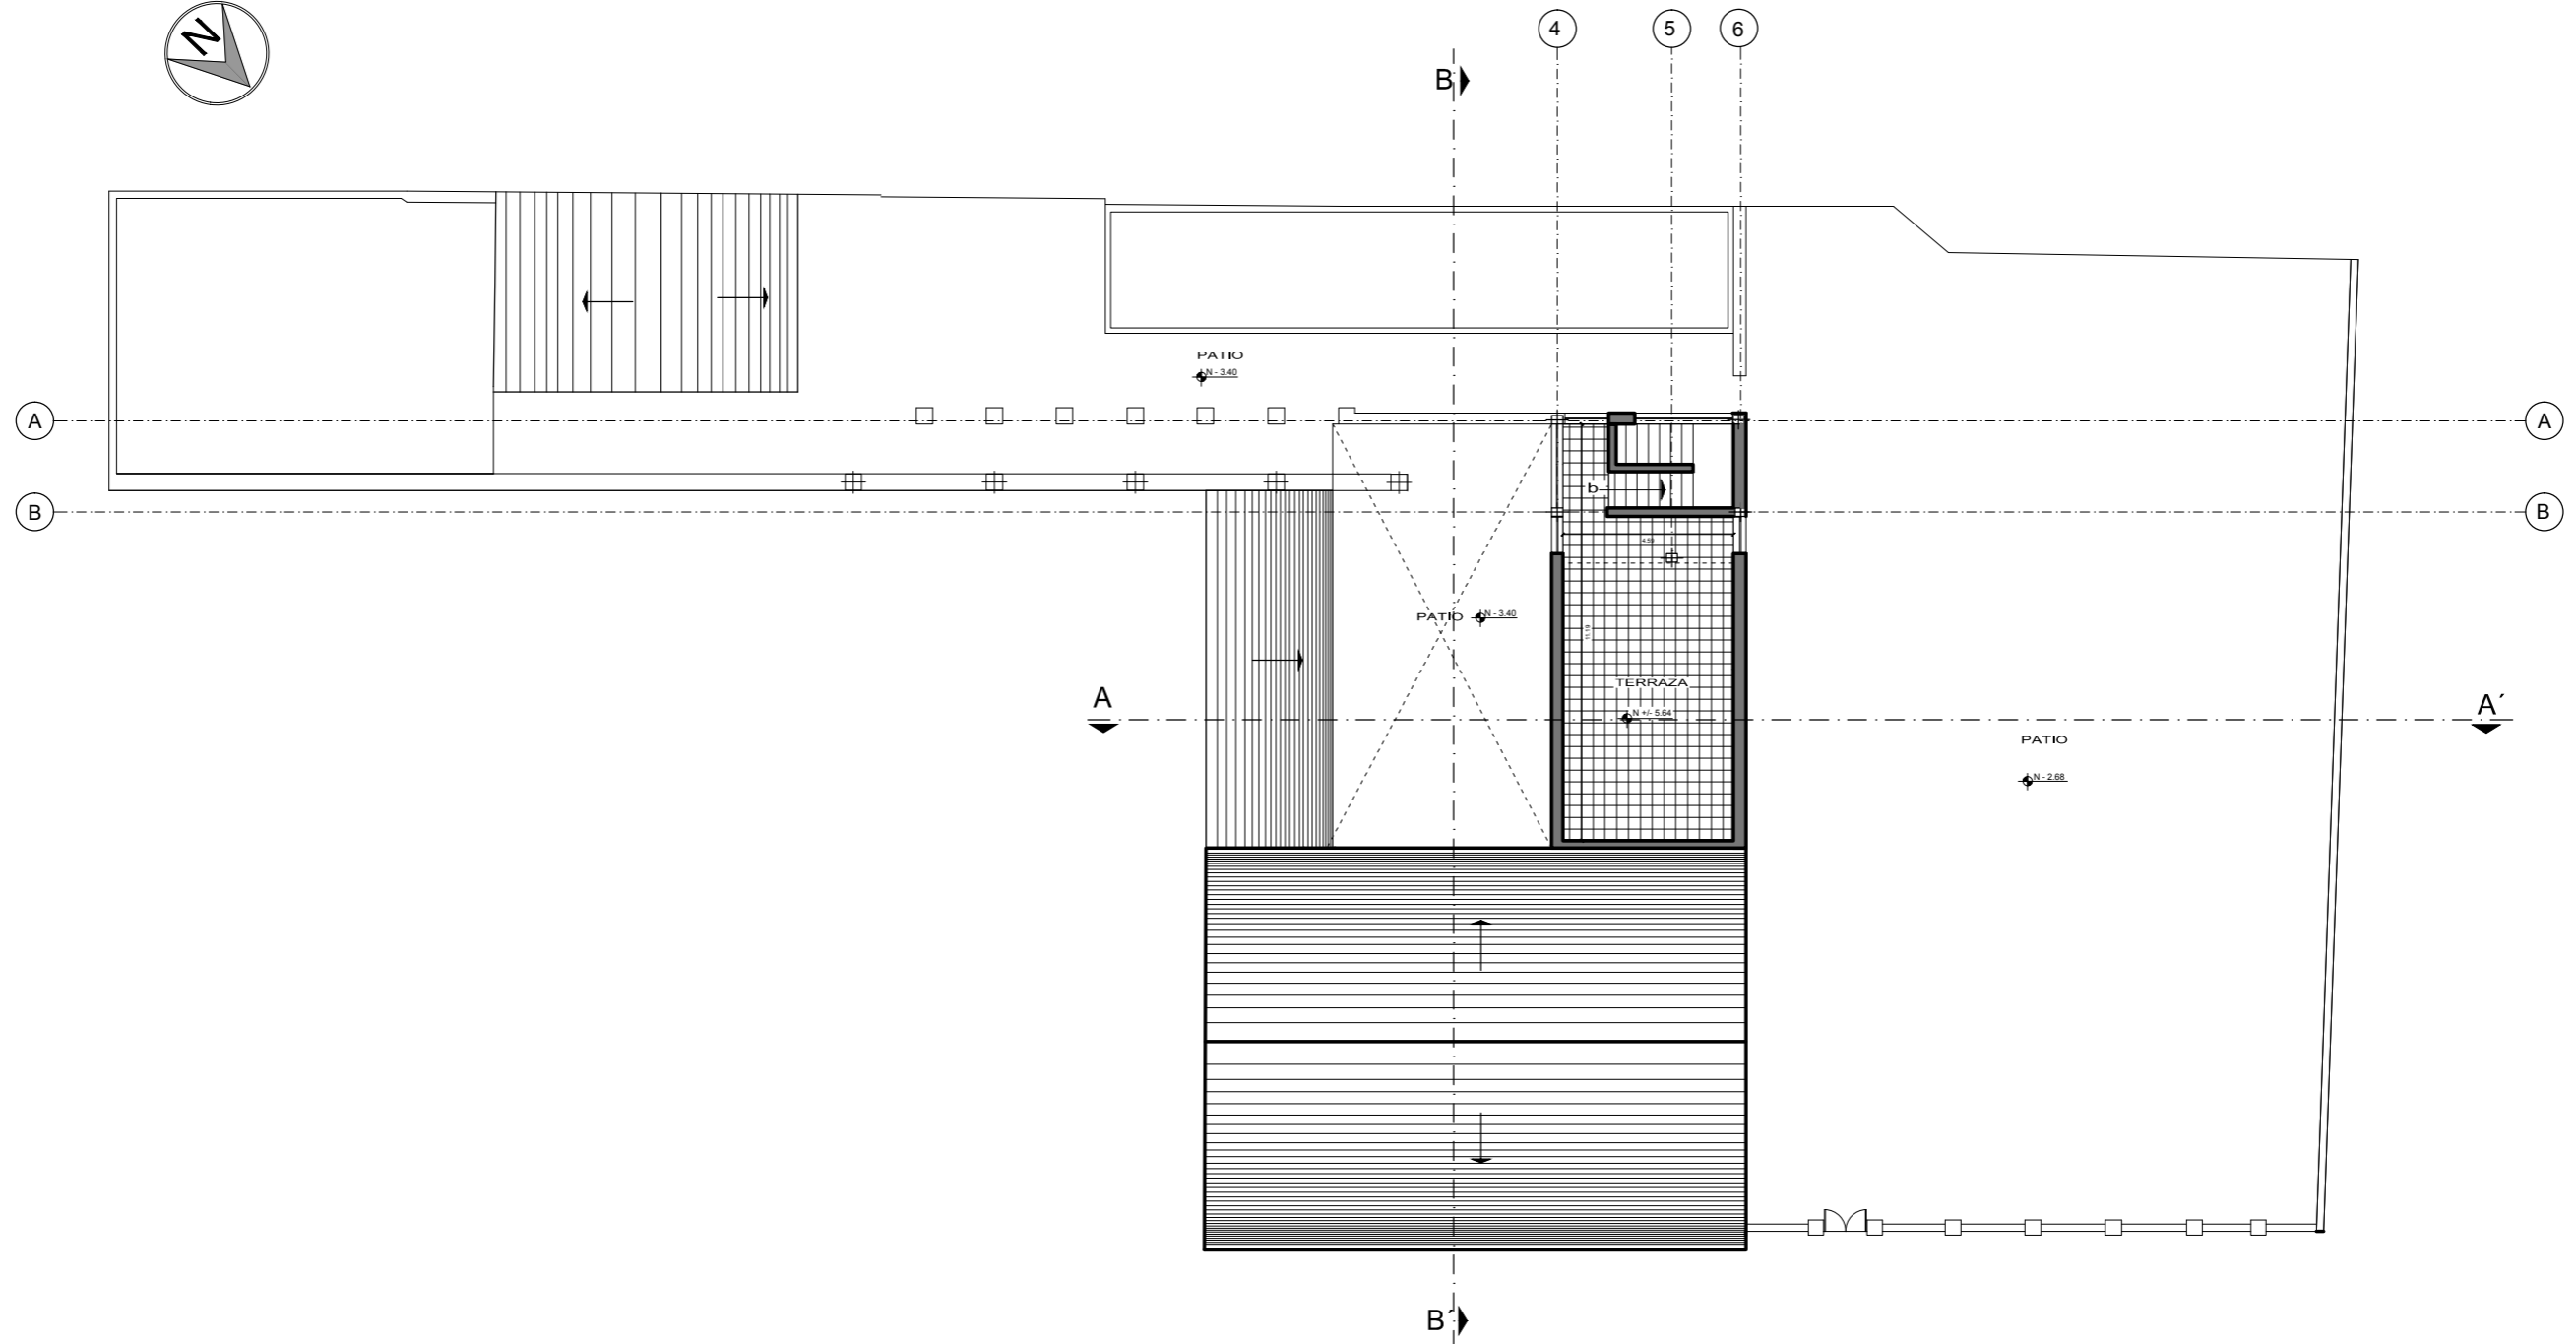 N
4
5
6
B
PATIO
N - 3.40
A
A
b
B
B
4.59
PATIO
N - 3.40
11.19
TERRAZA
N +/- 5.64
A
A´
PATIO
N - 2.68
B´